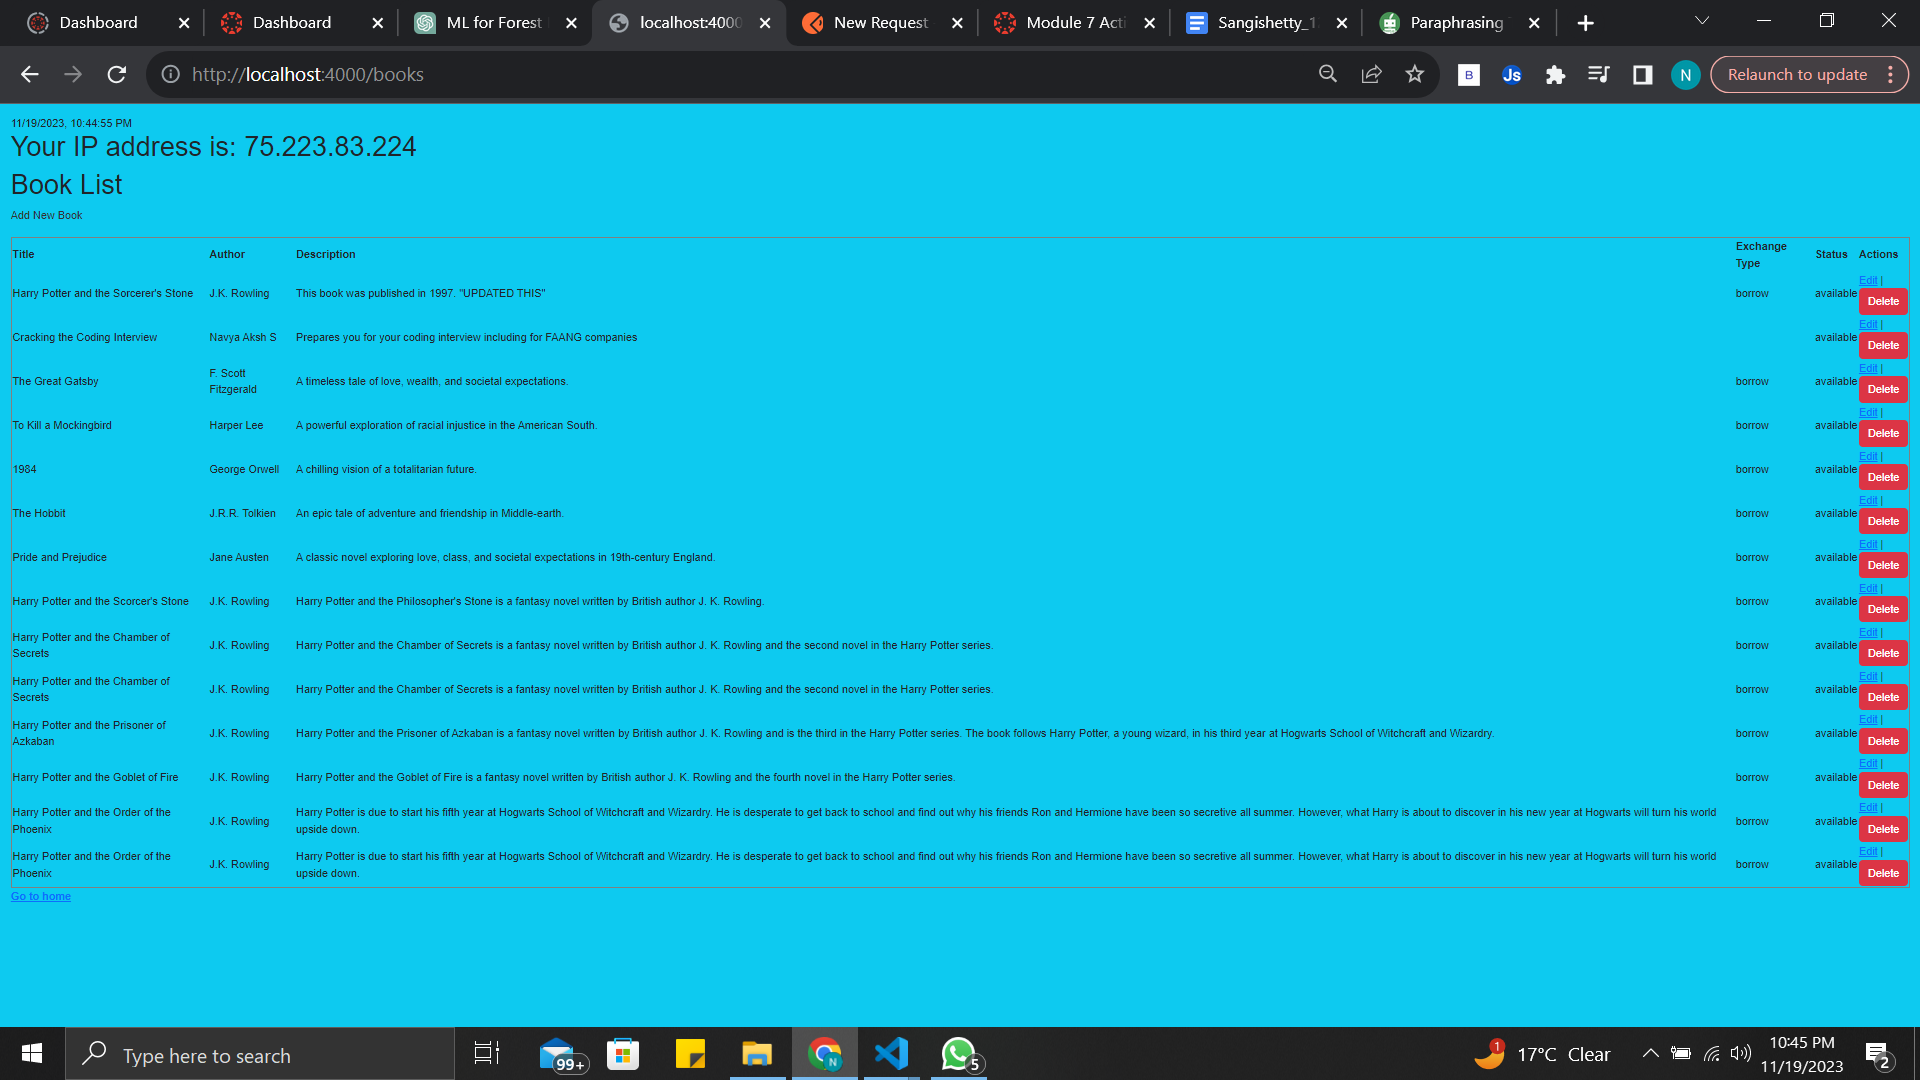 Dashboard
Dashboard
ML for Forest
localhost:4000
New Request
Module 7 Acti
Sangishetty_1
Paraphrasing
http://localhost:4000/books
B
Js
N
Relaunch to update
11/19/2023, 10:44:55 PM
Your IP address is: 75.223.83.224
Book List
Add New Book
Title Author Description Exchange Type Status Actions
Harry Potter and the Sorcerer's Stone J.K. Rowling This book was published in 1997. "UPDATED THIS" borrow available Edit | Delete
Cracking the Coding Interview Navya Aksh S Prepares you for your coding interview including for FAANG companies available Edit | Delete
The Great Gatsby F. Scott Fitzgerald A timeless tale of love, wealth, and societal expectations. borrow available Edit | Delete
To Kill a Mockingbird Harper Lee A powerful exploration of racial injustice in the American South. borrow available Edit | Delete
1984 George Orwell A chilling vision of a totalitarian future. borrow available Edit | Delete
The Hobbit J.R.R. Tolkien An epic tale of adventure and friendship in Middle-earth. borrow available Edit | Delete
Pride and Prejudice Jane Austen A classic novel exploring love, class, and societal expectations in 19th-century England. borrow available Edit | Delete
Harry Potter and the Scorcer's Stone J.K. Rowling Harry Potter and the Philosopher's Stone is a fantasy novel written by British author J. K. Rowling. borrow available Edit | Delete
Harry Potter and the Chamber of Secrets J.K. Rowling Harry Potter and the Chamber of Secrets is a fantasy novel written by British author J. K. Rowling and the second novel in the Harry Potter series. borrow available Edit | Delete
Harry Potter and the Chamber of Secrets J.K. Rowling Harry Potter and the Chamber of Secrets is a fantasy novel written by British author J. K. Rowling and the second novel in the Harry Potter series. borrow available Edit | Delete
Harry Potter and the Prisoner of Azkaban J.K. Rowling Harry Potter and the Prisoner of Azkaban is a fantasy novel written by British author J. K. Rowling and is the third in the Harry Potter series. The book follows Harry Potter, a young wizard, in his third year at Hogwarts School of Witchcraft and Wizardry. borrow available Edit | Delete
Harry Potter and the Goblet of Fire J.K. Rowling Harry Potter and the Goblet of Fire is a fantasy novel written by British author J. K. Rowling and the fourth novel in the Harry Potter series. borrow available Edit | Delete
Harry Potter and the Order of the Phoenix J.K. Rowling Harry Potter is due to start his fifth year at Hogwarts School of Witchcraft and Wizardry. He is desperate to get back to school and find out why his friends Ron and Hermione have been so secretive all summer. However, what Harry is about to discover in his new year at Hogwarts will turn his world upside down. borrow available Edit | Delete
Harry Potter and the Order of the Phoenix J.K. Rowling Harry Potter is due to start his fifth year at Hogwarts School of Witchcraft and Wizardry. He is desperate to get back to school and find out why his friends Ron and Hermione have been so secretive all summer. However, what Harry is about to discover in his new year at Hogwarts will turn his world upside down. borrow available Edit | Delete
Go to home
Type here to search
99+
N
5
1
17°C Clear
10:45 PM
11/19/2023
2